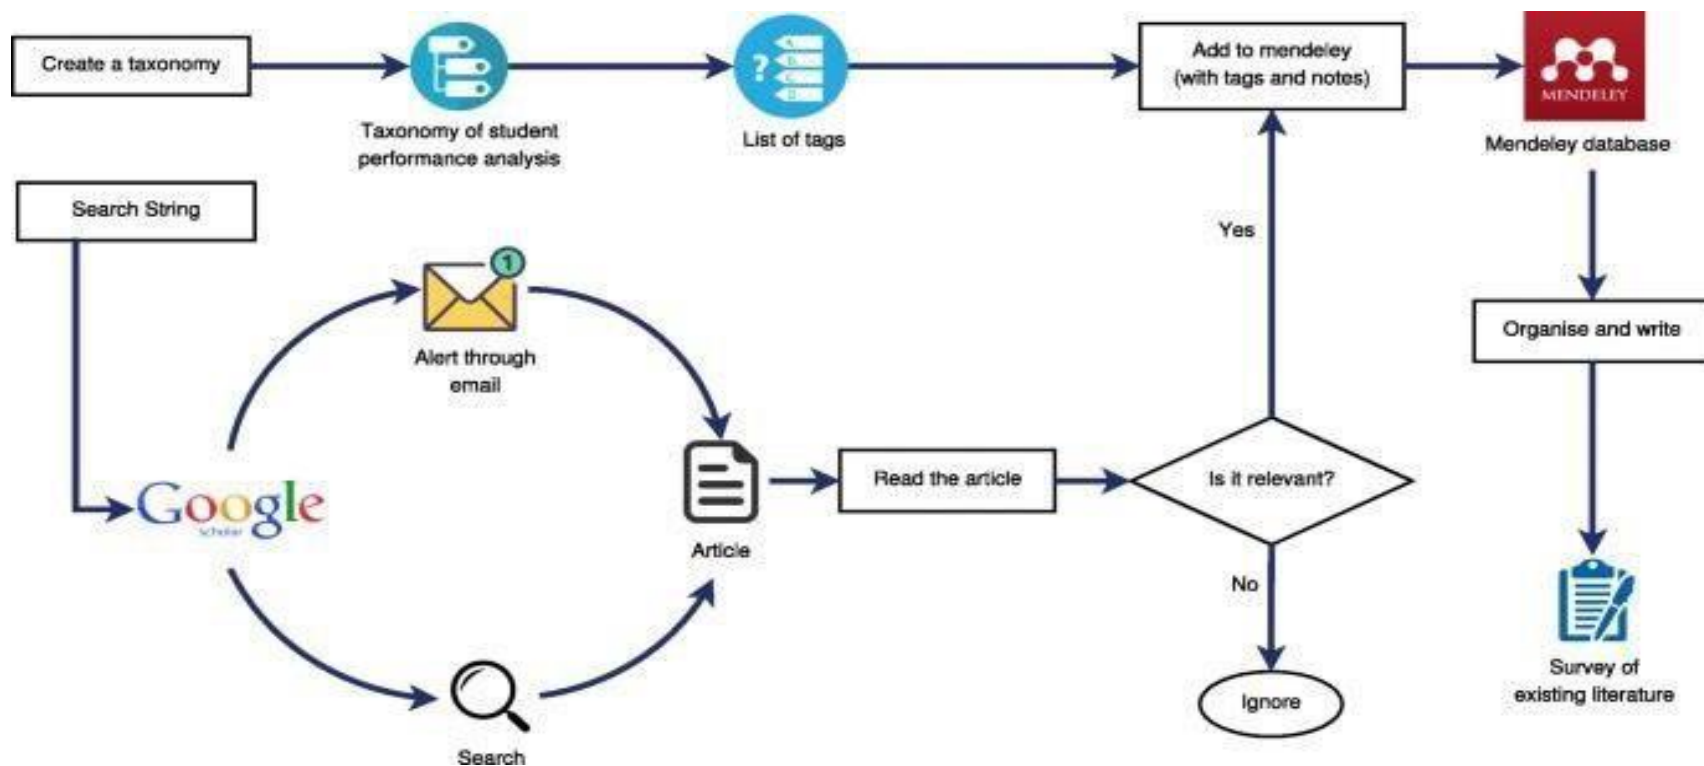 Create a taxonomy
Taxonomy of student
performance analysis
?
A
B
C
D
List of tags
Add to mendeley
(with tags and notes)
MENDELEY
Mendeley database
Search String
1
Alert through
email
Google
scholar
Search
Article
Read the article
Is it relevant?
Yes
No
Ignore
Organise and write
Survey of
existing literature